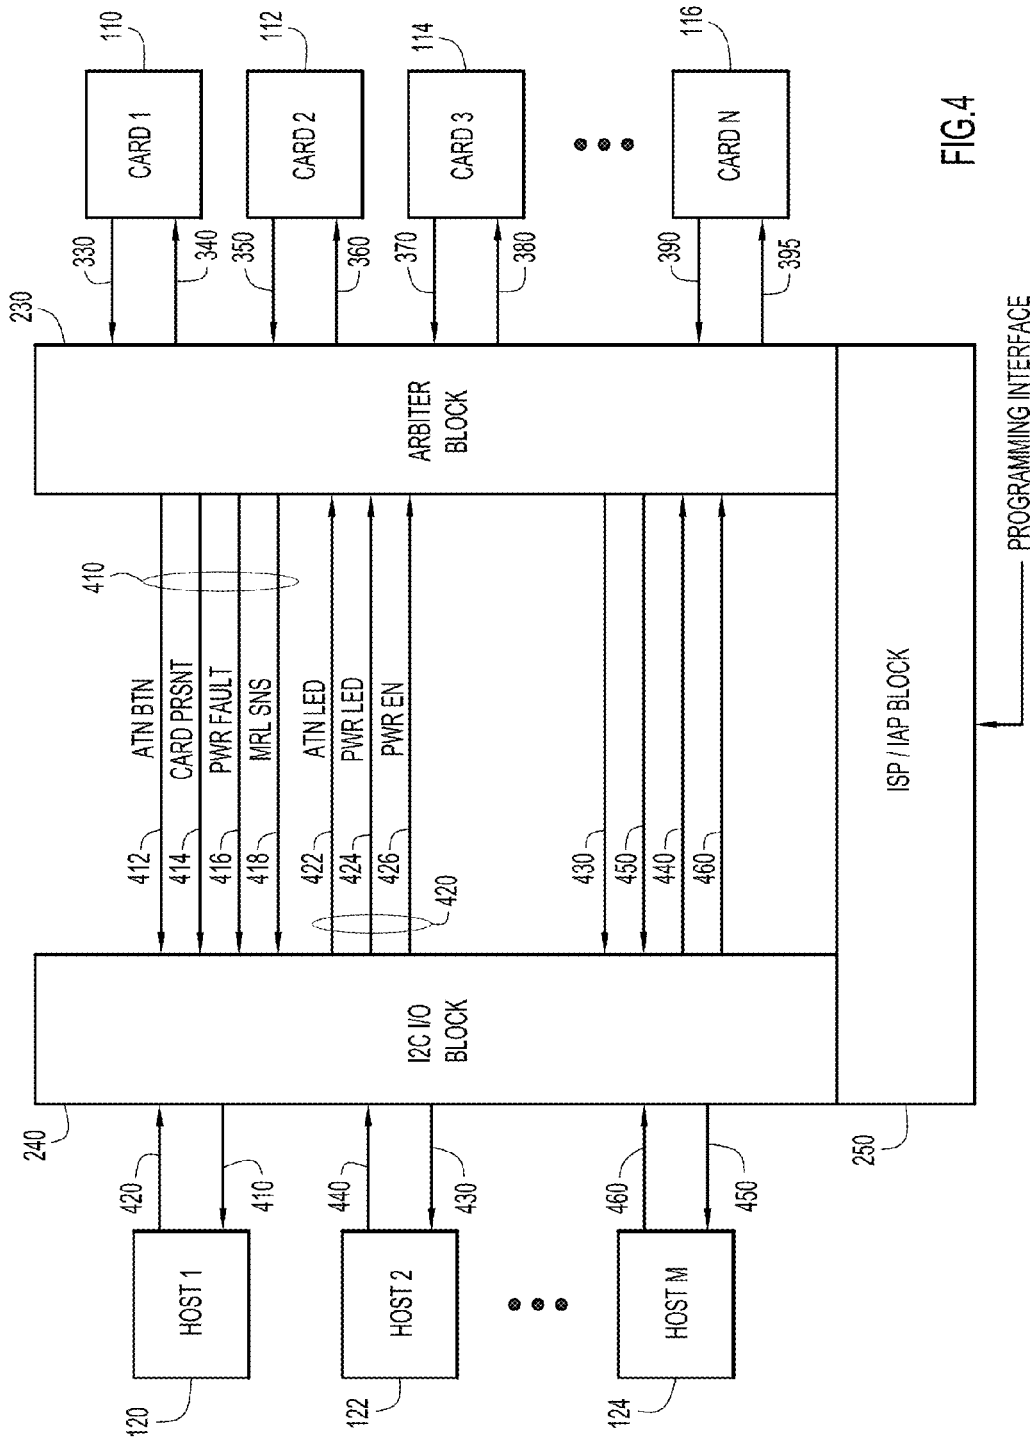 120
HOST 1
122
HOST 2
124
HOST M
420
410
440
430
460
450
240
I2C I/O
BLOCK
412
ATN BTN
414
CARD PRSNT
416
PWR FAULT
418
MRL SNS
410
422
ATN LED
424
PWR LED
426
PWR EN
420
430
450
440
460
230
ARBITER
BLOCK
330
340
350
360
370
380
390
395
110
CARD 1
112
CARD 2
114
CARD 3
116
CARD N
250
ISP / IAP BLOCK
PROGRAMMING INTERFACE
FIG.4